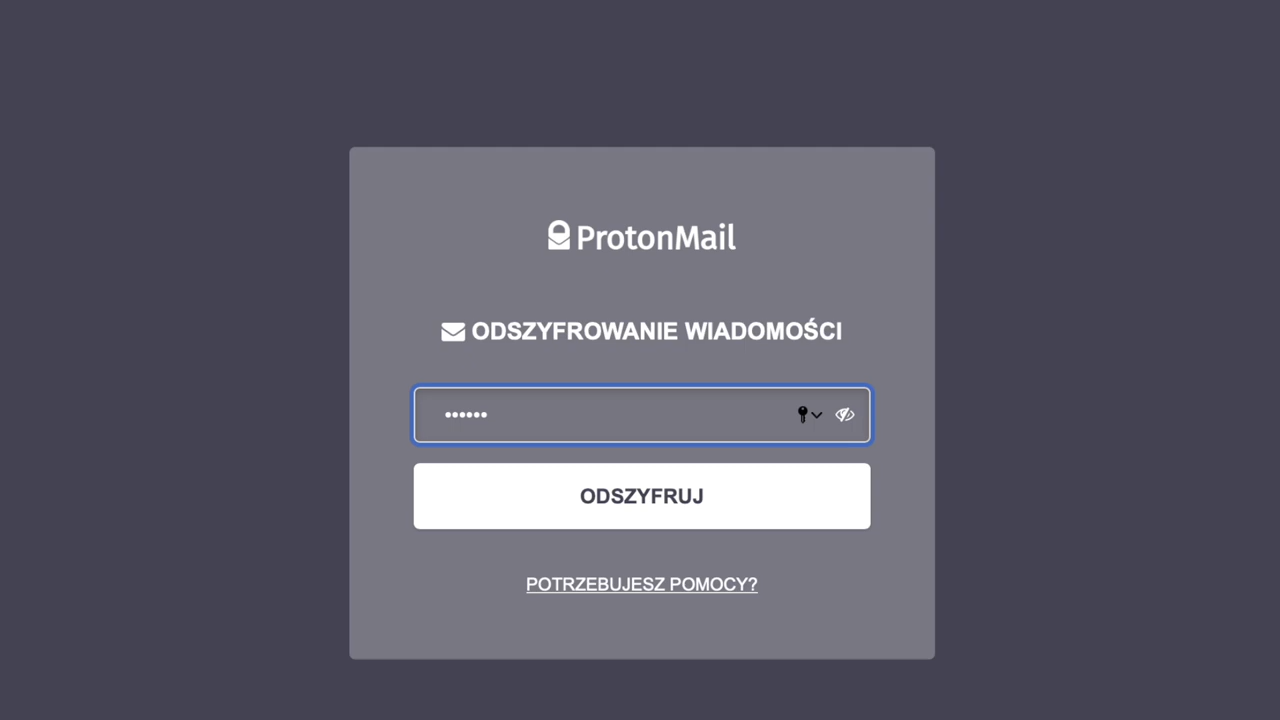 ProtonMail
ODSZYFROWANIE WIADOMOŚCI
••••••
ODSZYFRUJ
POTRZEBUJESZ POMOCY?